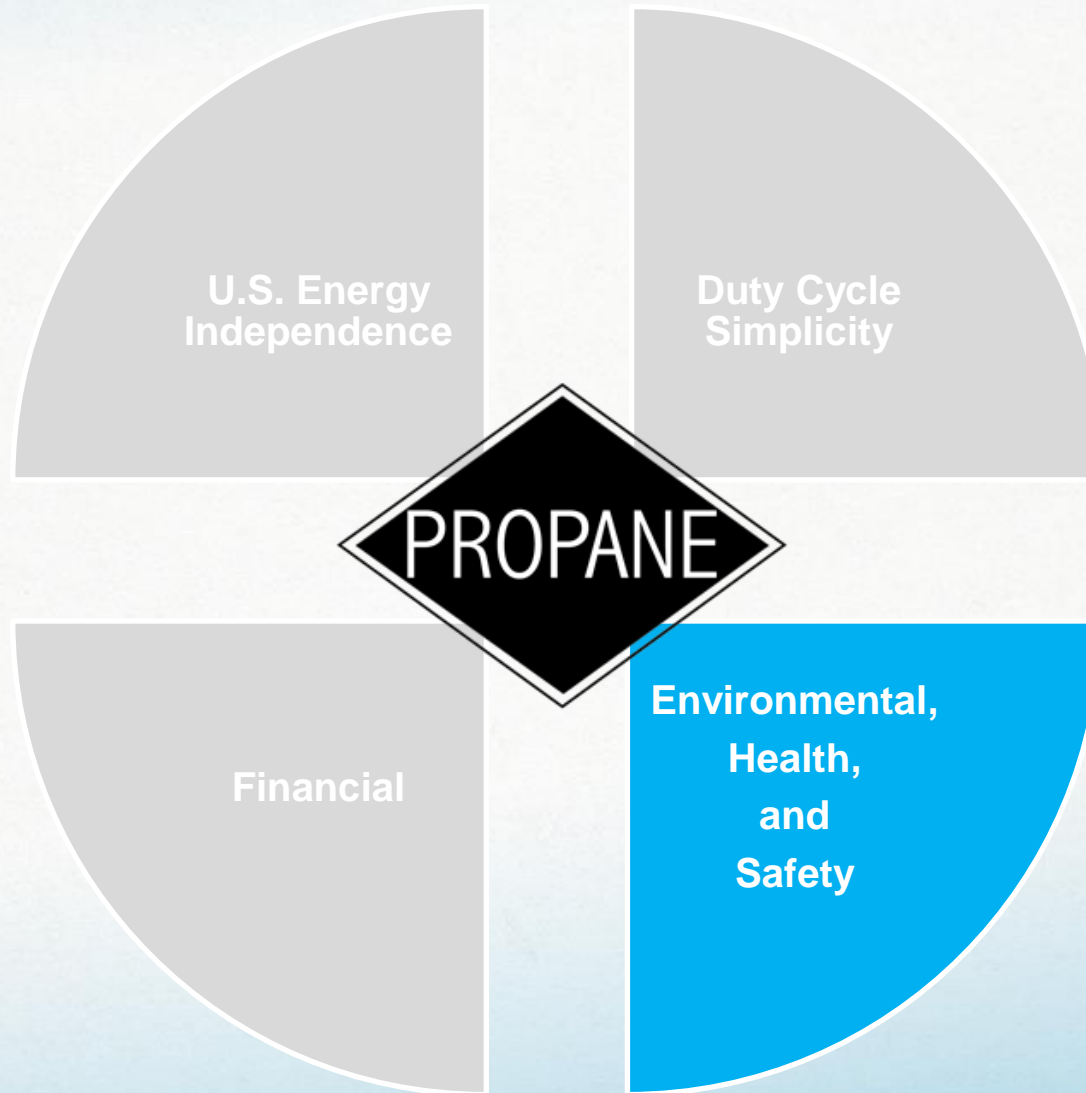 U.S. Energy
Independence
Duty Cycle
Simplicity
PROPANE
Financial
Environmental,
Health,
and
Safety